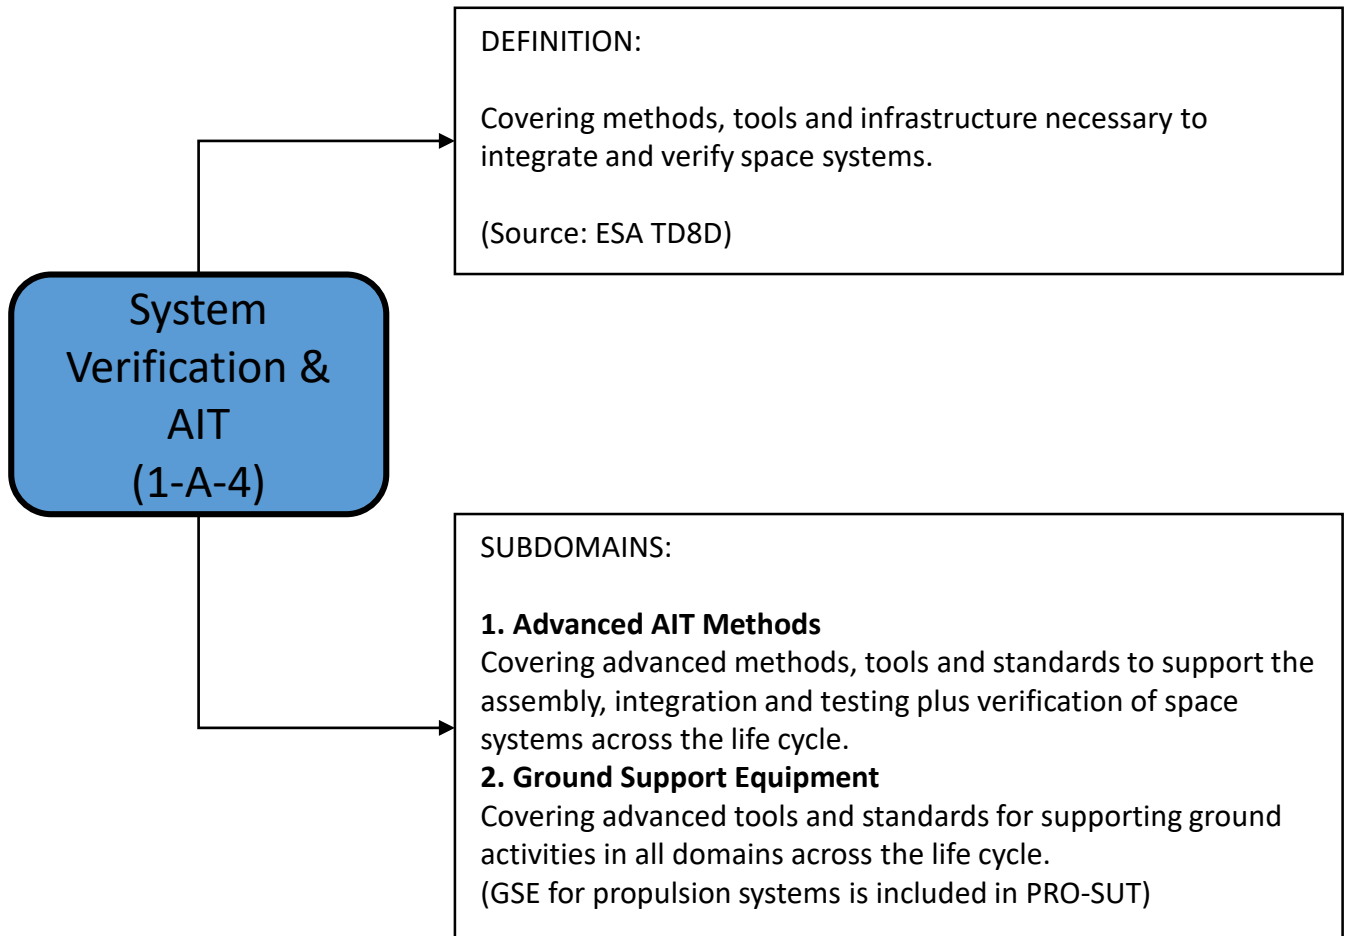 DEFINITION:
Covering methods, tools and infrastructure necessary to
integrate and verify space systems.
(Source: ESA TD8D)
System
Verification &
AIT
(1-A-4)
SUBDOMAINS:
1. Advanced AIT Methods
Covering advanced methods, tools and standards to support the
assembly, integration and testing plus verification of space
systems across the life cycle.
2. Ground Support Equipment
Covering advanced tools and standards for supporting ground
activities in all domains across the life cycle.
(GSE for propulsion systems is included in PRO-SUT)